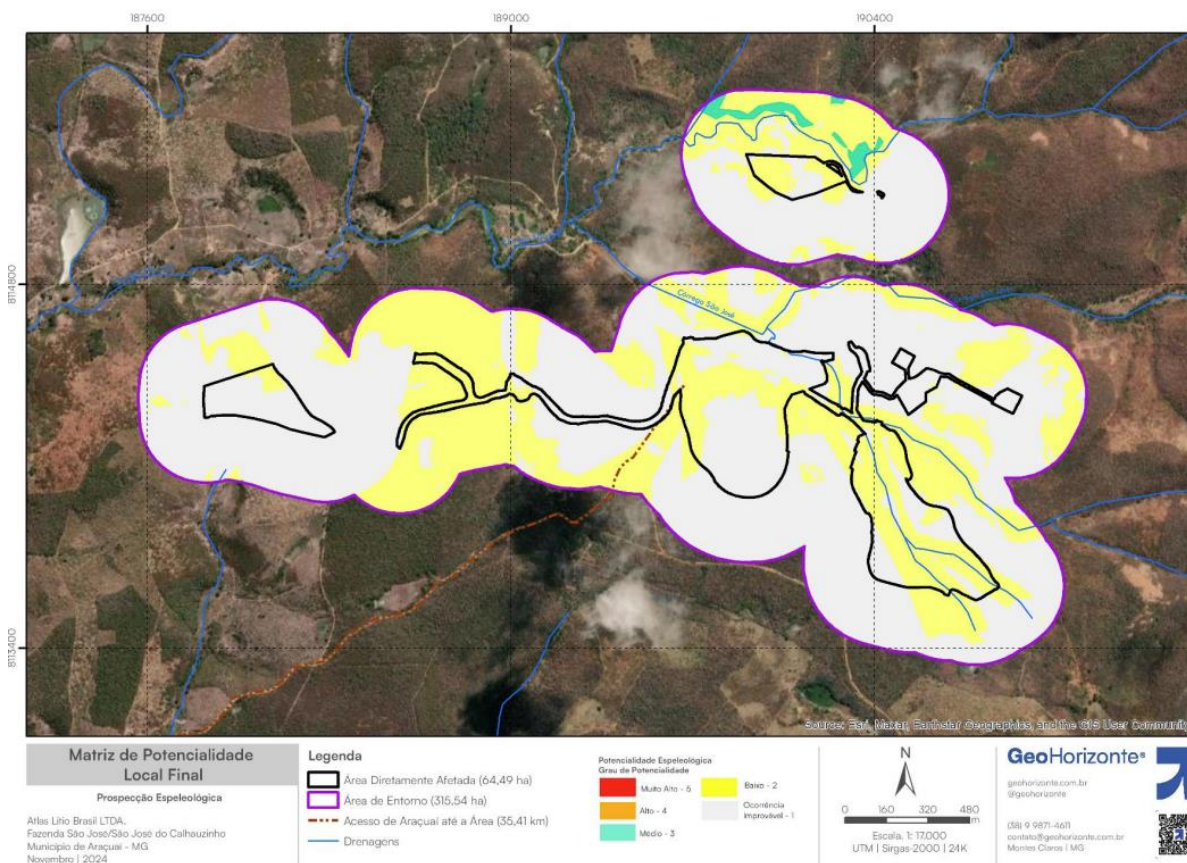 187600
189000
190400
8114800
8113400
Córrego São José
Source: Esri, Maxar, Earthstar Geographics, and the GIS User Community
Matriz de Potencialidade
Local Final
Prospecção Espeleológica
Atlas Lítio Brasil LTDA.
Fazenda São José/São José do Calhauzinho
Município de Araçuaí - MG
Novembro | 2024
Legenda
Área Diretamente Afetada (64,49 ha)
Área de Entorno (315,54 ha)
Acesso de Araçuaí até a Área (35,41 km)
Drenagens
Potencialidade Espeleológica
Grau de Potencialidade
Muito Alto - 5
Alto - 4
Médio - 3
Baixo - 2
Ocorrência
Improvável - 1
N
0 160 320 480
m
Escala. 1: 17.000
UTM | Sirgas-2000 | 24K
GeoHorizonte®
geohorizonte.com.br
@geohorizonte
(38) 9 9871-4611
contato@geohorizonte.com.br
Montes Claros | MG